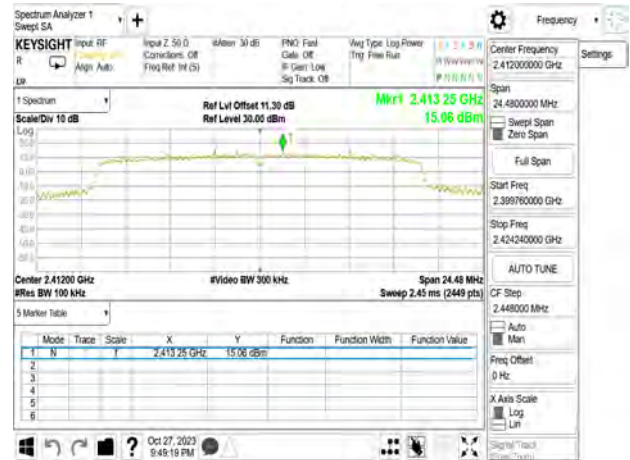 Spectrum Analyzer 1
Swept SA
+
Frequency
KEYSIGHT Input: RF
R
Align: Auto
Input Z: 50 Ω
Corrections: Off
Freq Ref: Int (S)
#Atten: 30 dB
PNO: Fast
Gate: Off
IF Gain: Low
Sig Track: Off
Avg Type: Log-Power
Trig: Free Run
Center Frequency
2.412000000 GHz
Settings
Span
24.4800000 MHz
Swept Span
Zero Span
Full Span
Start Freq
2.399760000 GHz
Stop Freq
2.424240000 GHz
AUTO TUNE
CF Step
2.448000 MHz
Auto
Man
Freq Offset
0 Hz
X Axis Scale
Log
Lin
Signal Track
1 Spectrum
Scale/Div 10 dB
Ref Lvl Offset 11.30 dB
Ref Level 30.00 dBm
Mkr1 2.413 25 GHz
15.06 dBm
Log
Center 2.41200 GHz
#Res BW 100 kHz
#Video BW 300 kHz
Span 24.48 MHz
Sweep 2.45 ms (2449 pts)
5 Marker Table
Mode Trace Scale X Y Function Function Width Function Value
1 N 1 f 2.413 25 GHz 15.06 dBm
2
3
4
5
6
?
Oct 27, 2023
9:49:19 PM